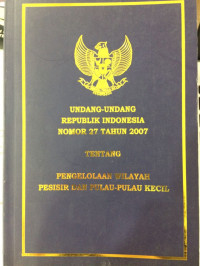 UNDANG-UNDANG
REPUBLIK INDONESIA
NOMOR 27 TAHUN 2007
TENTANG
PENGELOLAAN WILAYAH
PESISIR DAN PULAU-PULAU KECIL